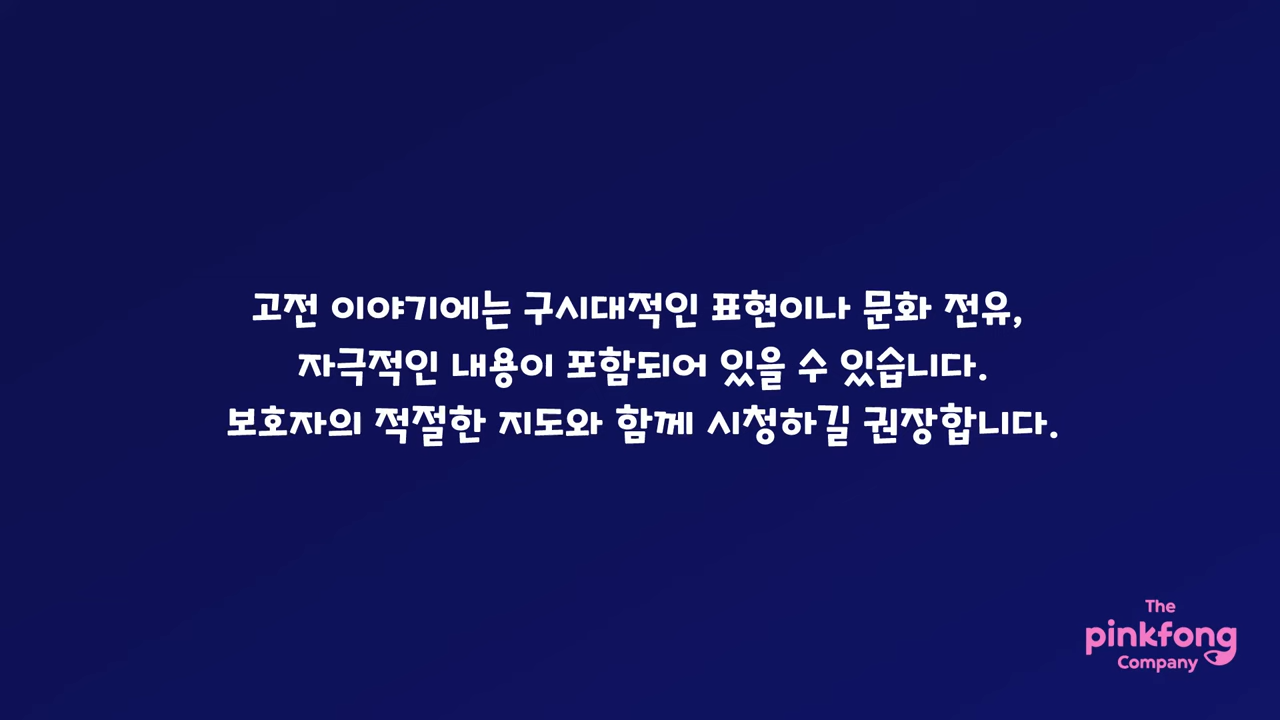 고전 이야기에는 구시대적인 표현이나 문화 전유,
자극적인 내용이 포함되어 있을 수 있습니다.
보호자의 적절한 지도와 함께 시청하길 권장합니다.
The
pinkfong
Company